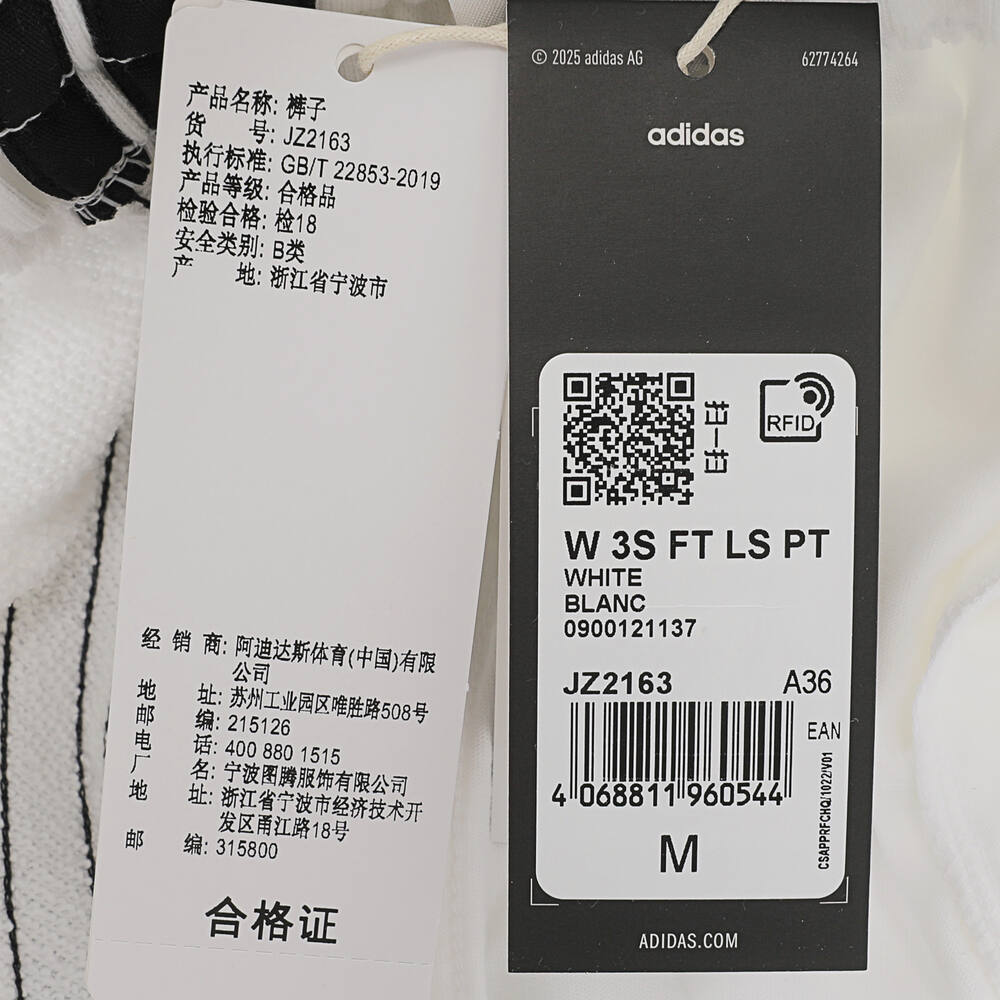 产品名称: 裤子
货 号: JZ2163
执行标准: GB/T 22853-2019
产品等级: 合格品
检验合格: 检18
安全类别: B类
产 地: 浙江省宁波市
经 销 商: 阿迪达斯体育(中国)有限
公司
地 址: 苏州工业园区唯胜路508号
邮 编: 215126
电 话: 400 880 1515
厂 名: 宁波图腾服饰有限公司
地 址: 浙江省宁波市经济技术开
发区甬江路18号
邮 编: 315800
合格证
© 2025 adidas AG
62774264
adidas
扫一扫
RFID
W 3S FT LS PT
WHITE
BLANC
0900121137
JZ2163 A36
EAN
4 068811 960544
CSAPPRFCHQ/1022/V01
M
ADIDAS.COM